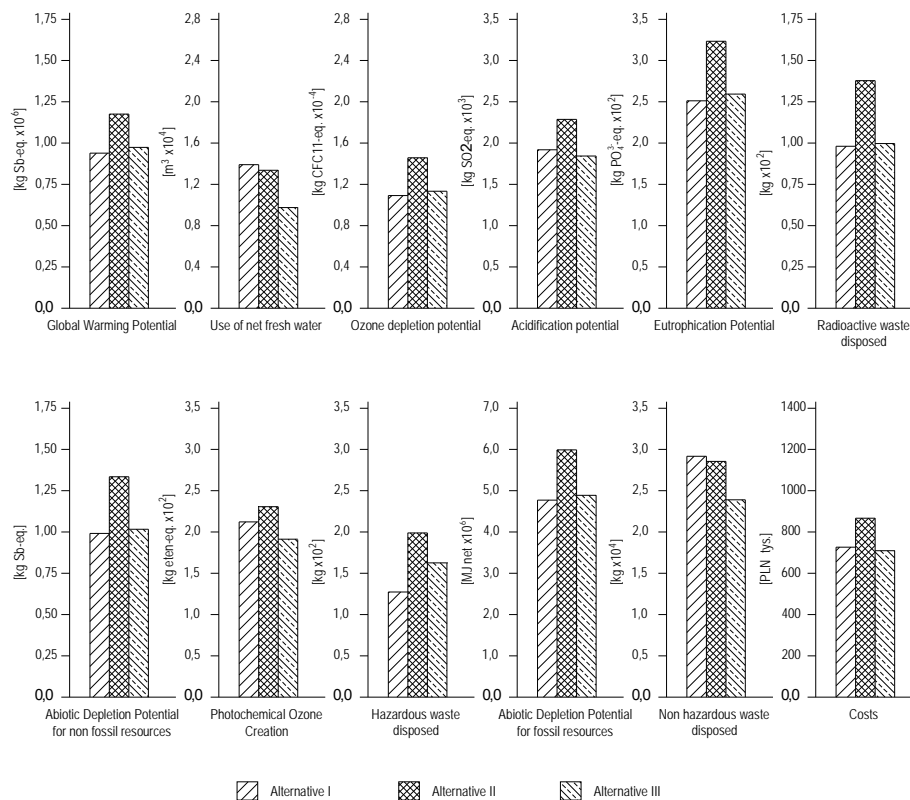 1,75
1,50
1,25
1,00
0,75
0,50
0,25
0,0
[kg Sb-eq. x10⁶]
Global Warming Potential
2,8
2,4
2,0
1,6
1,2
0,8
0,4
0,0
[m³ x10⁴]
Use of net fresh water
2,8
2,4
2,0
1,6
1,2
0,8
0,4
0,0
[kg CFC11-eq. x10⁻⁴]
Ozone depletion potential
3,5
3,0
2,5
2,0
1,5
1,0
0,5
0,0
[kg SO2-eq. x10³]
Acidification potential
3,5
3,0
2,5
2,0
1,5
1,0
0,5
0,0
[kg PO₄³-eq. x10²]
Eutrophication Potential
1,75
1,50
1,25
1,00
0,75
0,50
0,25
0,0
[kg x10²]
Radioactive waste
disposed
1,75
1,50
1,25
1,00
0,75
0,50
0,25
0,0
[kg Sb-eq.]
Abiotic Depletion Potential
for non fossil resources
3,5
3,0
2,5
2,0
1,5
1,0
0,5
0,0
[kg eten-eq. x10²]
Photochemical Ozone
Creation
3,5
3,0
2,5
2,0
1,5
1,0
0,5
0,0
[kg x10²]
Hazardous waste
disposed
7,0
6,0
5,0
4,0
3,0
2,0
1,0
0,0
[MJ net x10⁶]
Abiotic Depletion Potential
for fossil resources
3,5
3,0
2,5
2,0
1,5
1,0
0,5
0,0
[kg x10⁴]
Non hazardous waste
disposed
1400
1200
1000
800
600
400
200
0,0
[PLN tys.]
Costs
Alternative I
Alternative II
Alternative III